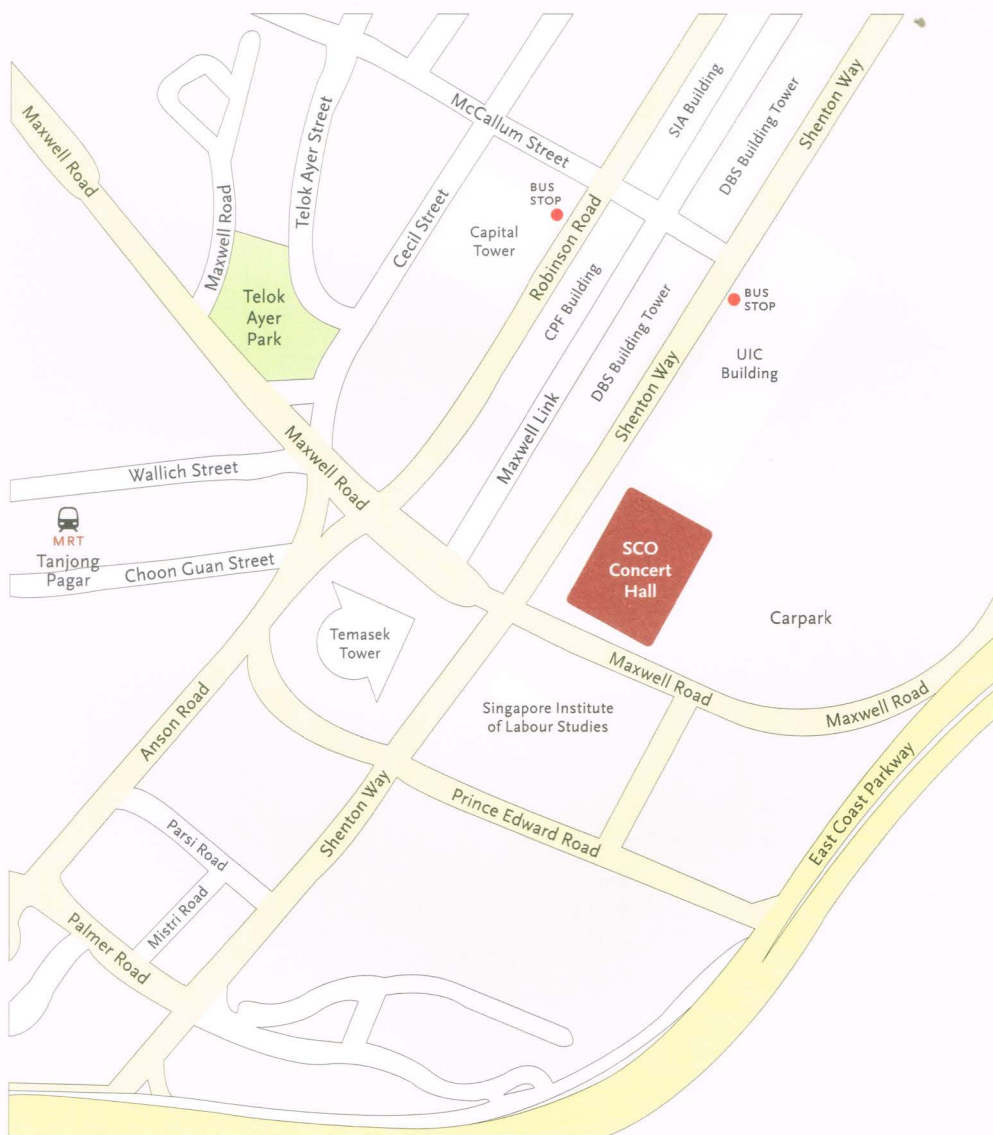 McCallum Street
SIA Building
DBS Building Tower
Shenton Way
Maxwell Road
Telok Ayer Street
Maxwell Road
Cecil Street
BUS
STOP
Capital
Tower
Robinson Road
CPF Building
DBS Building Tower
BUS
STOP
UIC
Building
Shenton Way
Maxwell Link
Telok
Ayer
Park
Maxwell Road
Wallich Street
MRT
Tanjong
Pagar
Choon Guan Street
SCO
Concert
Hall
Carpark
Temasek
Tower
Maxwell Road
Maxwell Road
Singapore Institute
of Labour Studies
Anson Road
Shenton Way
Prince Edward Road
East Coast Parkway
Parsi Road
Mistri Road
Palmer Road